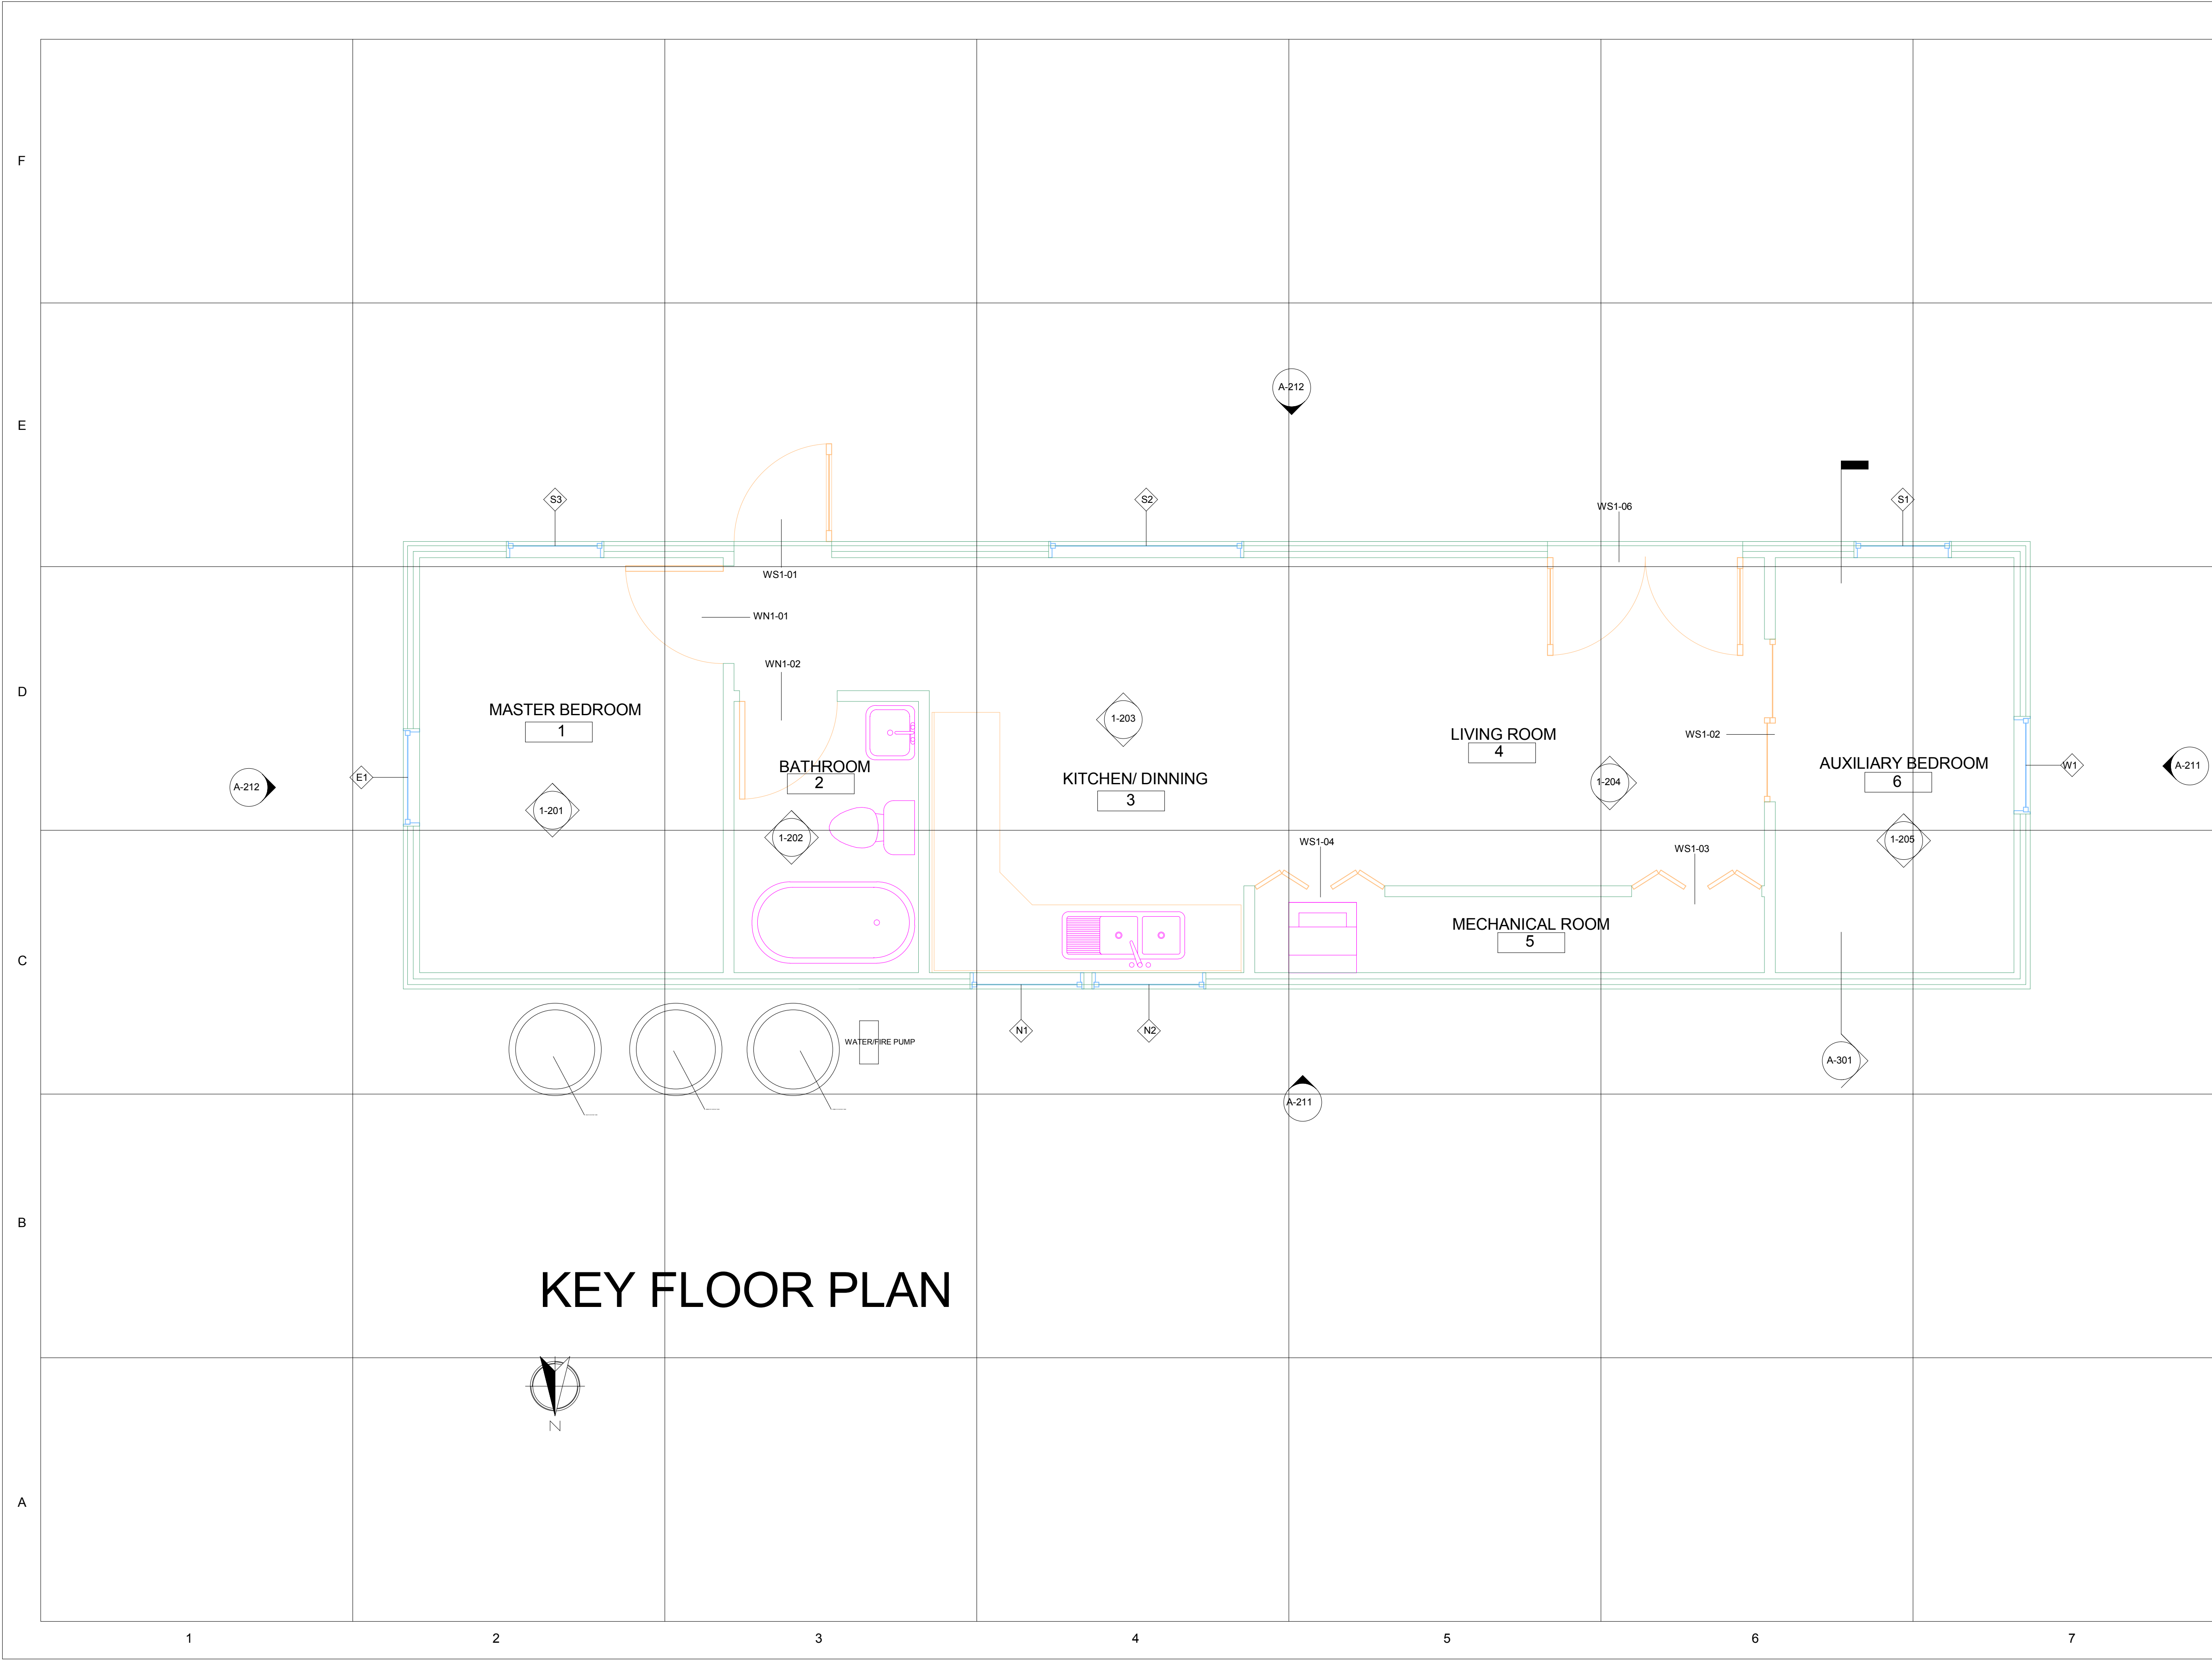 F
E
A-212
S3
S2
WS1-06
S1
WS1-01
WN1-01
WN1-02
D
MASTER BEDROOM
1
1-203
LIVING ROOM
4
WS1-02
BATHROOM
2
KITCHEN/ DINNING
3
AUXILIARY BEDROOM
6
W1
A-211
A-212
E1
1-201
1-204
1-202
WS1-04
WS1-03
1-205
MECHANICAL ROOM
5
C
N1
N2
WATER/FIRE PUMP
A-301
A-211
B
KEY FLOOR PLAN
N
A
1
2
3
4
5
6
7